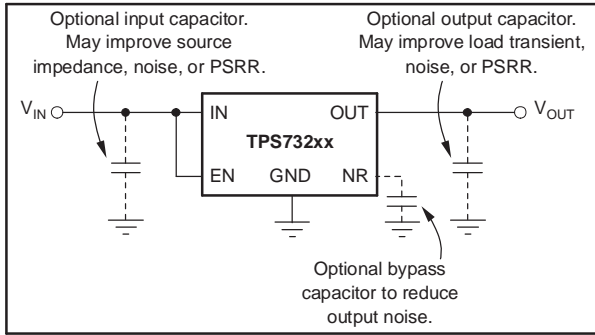 Optional input capacitor.
May improve source
impedance, noise, or PSRR.
Optional output capacitor.
May improve load transient,
noise, or PSRR.
VIN
IN
OUT
VOUT
TPS732xx
EN
GND
NR
Optional bypass
capacitor to reduce
output noise.